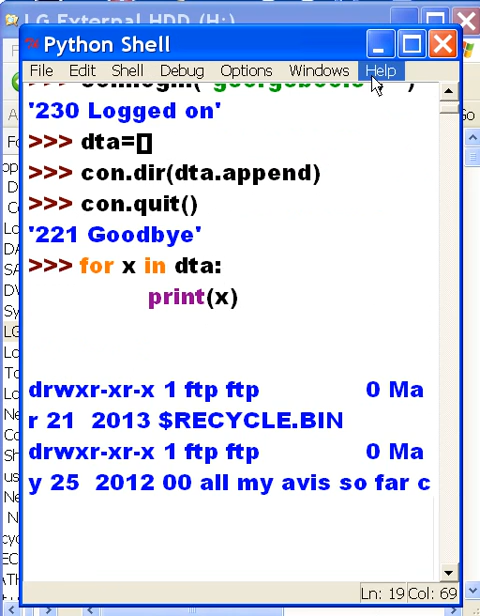 LG External HDD (H:)
Python Shell
File Edit Shell Debug Options Windows Help
'230 Logged on'
>>> dta=[]
>>> con.dir(dta.append)
>>> con.quit()
'221 Goodbye'
>>> for x in dta:
print(x)
drwxr-xr-x 1 ftp ftp 0 Ma
r 21 2013 $RECYCLE.BIN
drwxr-xr-x 1 ftp ftp 0 Ma
y 25 2012 00 all my avis so far c
Ln: 19 Col: 69